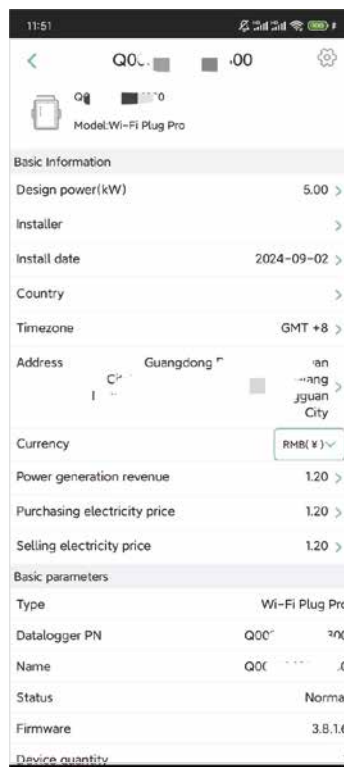 11:51
Basic Information
Model:Wi-Fi Plug Pro
Design power(kW) 5.00
Installer
Install date 2024-09-02
Country
Timezone GMT +8
Address Guangdong
City
Currency RMB(¥)
Power generation revenue 1.20
Purchasing electricity price 1.20
Selling electricity price 1.20
Basic parameters
Type Wi-Fi Plug Pro
Datalogger PN
Name
Status Norma
Firmware 3.8.1.6
Device quantity